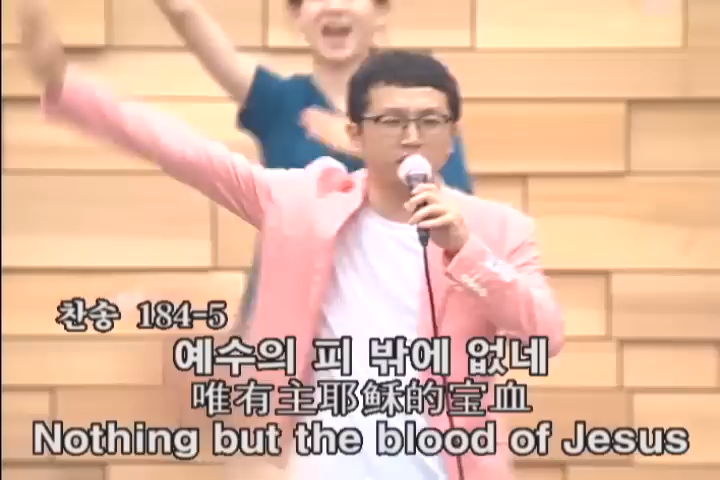 찬송 184-5
예수의 피 밖에 없네
唯有主耶稣的宝血
Nothing but the blood of Jesus